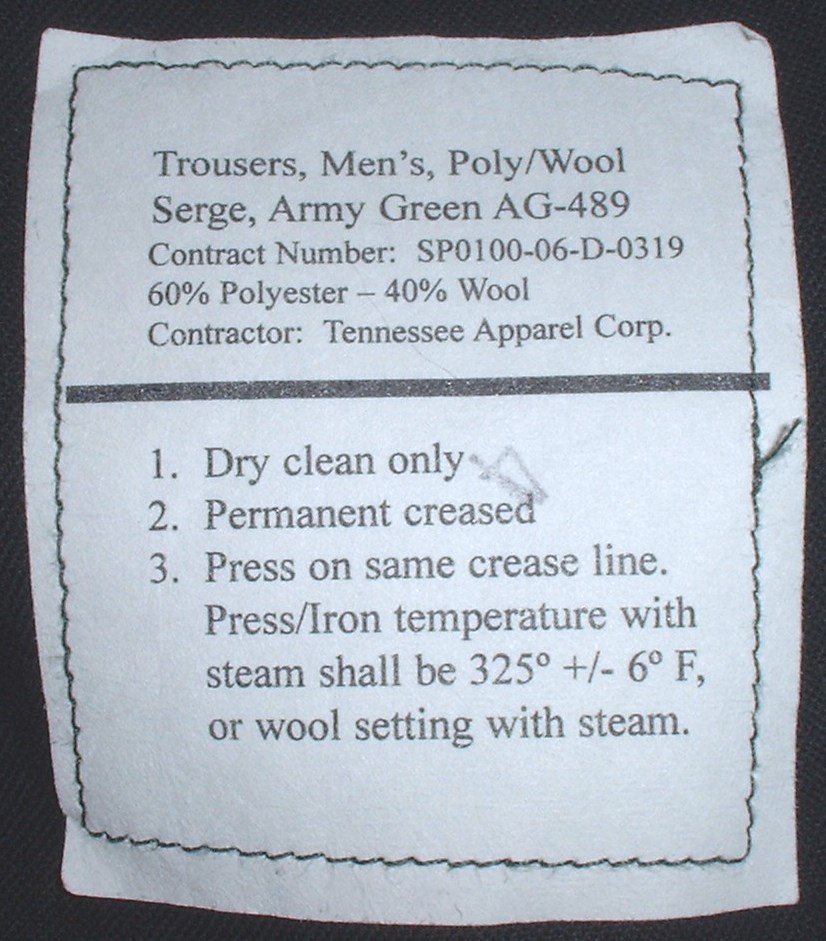 Trousers, Men's, Poly/Wool
Serge, Army Green AG-489
Contract Number: SP0100-06-D-0319
60% Polyester – 40% Wool
Contractor: Tennessee Apparel Corp.
1. Dry clean only
2. Permanent creased
3. Press on same crease line.
Press/Iron temperature with
steam shall be 325º +/- 6º F,
or wool setting with steam.